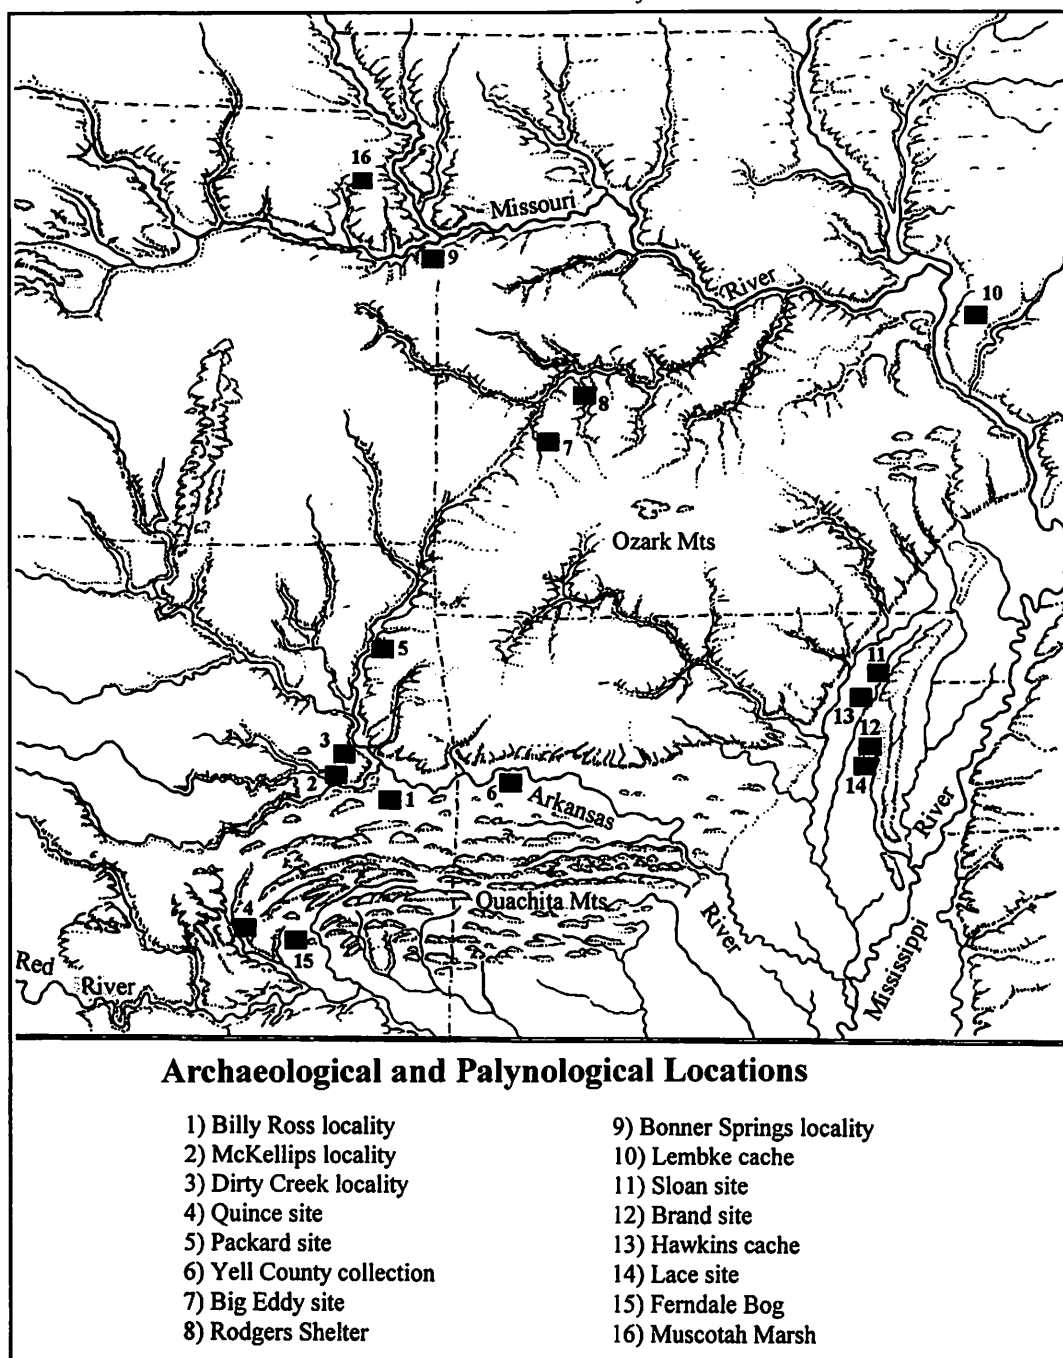 16
Missouri
9
River
10
8
7
Ozark Mts
5
11
13
3
12
2
14
1
6
Arkansas
River
4
Quachita Mts
15
River
Red
River
Mississippi
Archaeological and Palynological Locations
1) Billy Ross locality
2) McKellips locality
3) Dirty Creek locality
4) Quince site
5) Packard site
6) Yell County collection
7) Big Eddy site
8) Rodgers Shelter
9) Bonner Springs locality
10) Lembke cache
11) Sloan site
12) Brand site
13) Hawkins cache
14) Lace site
15) Ferndale Bog
16) Muscotah Marsh